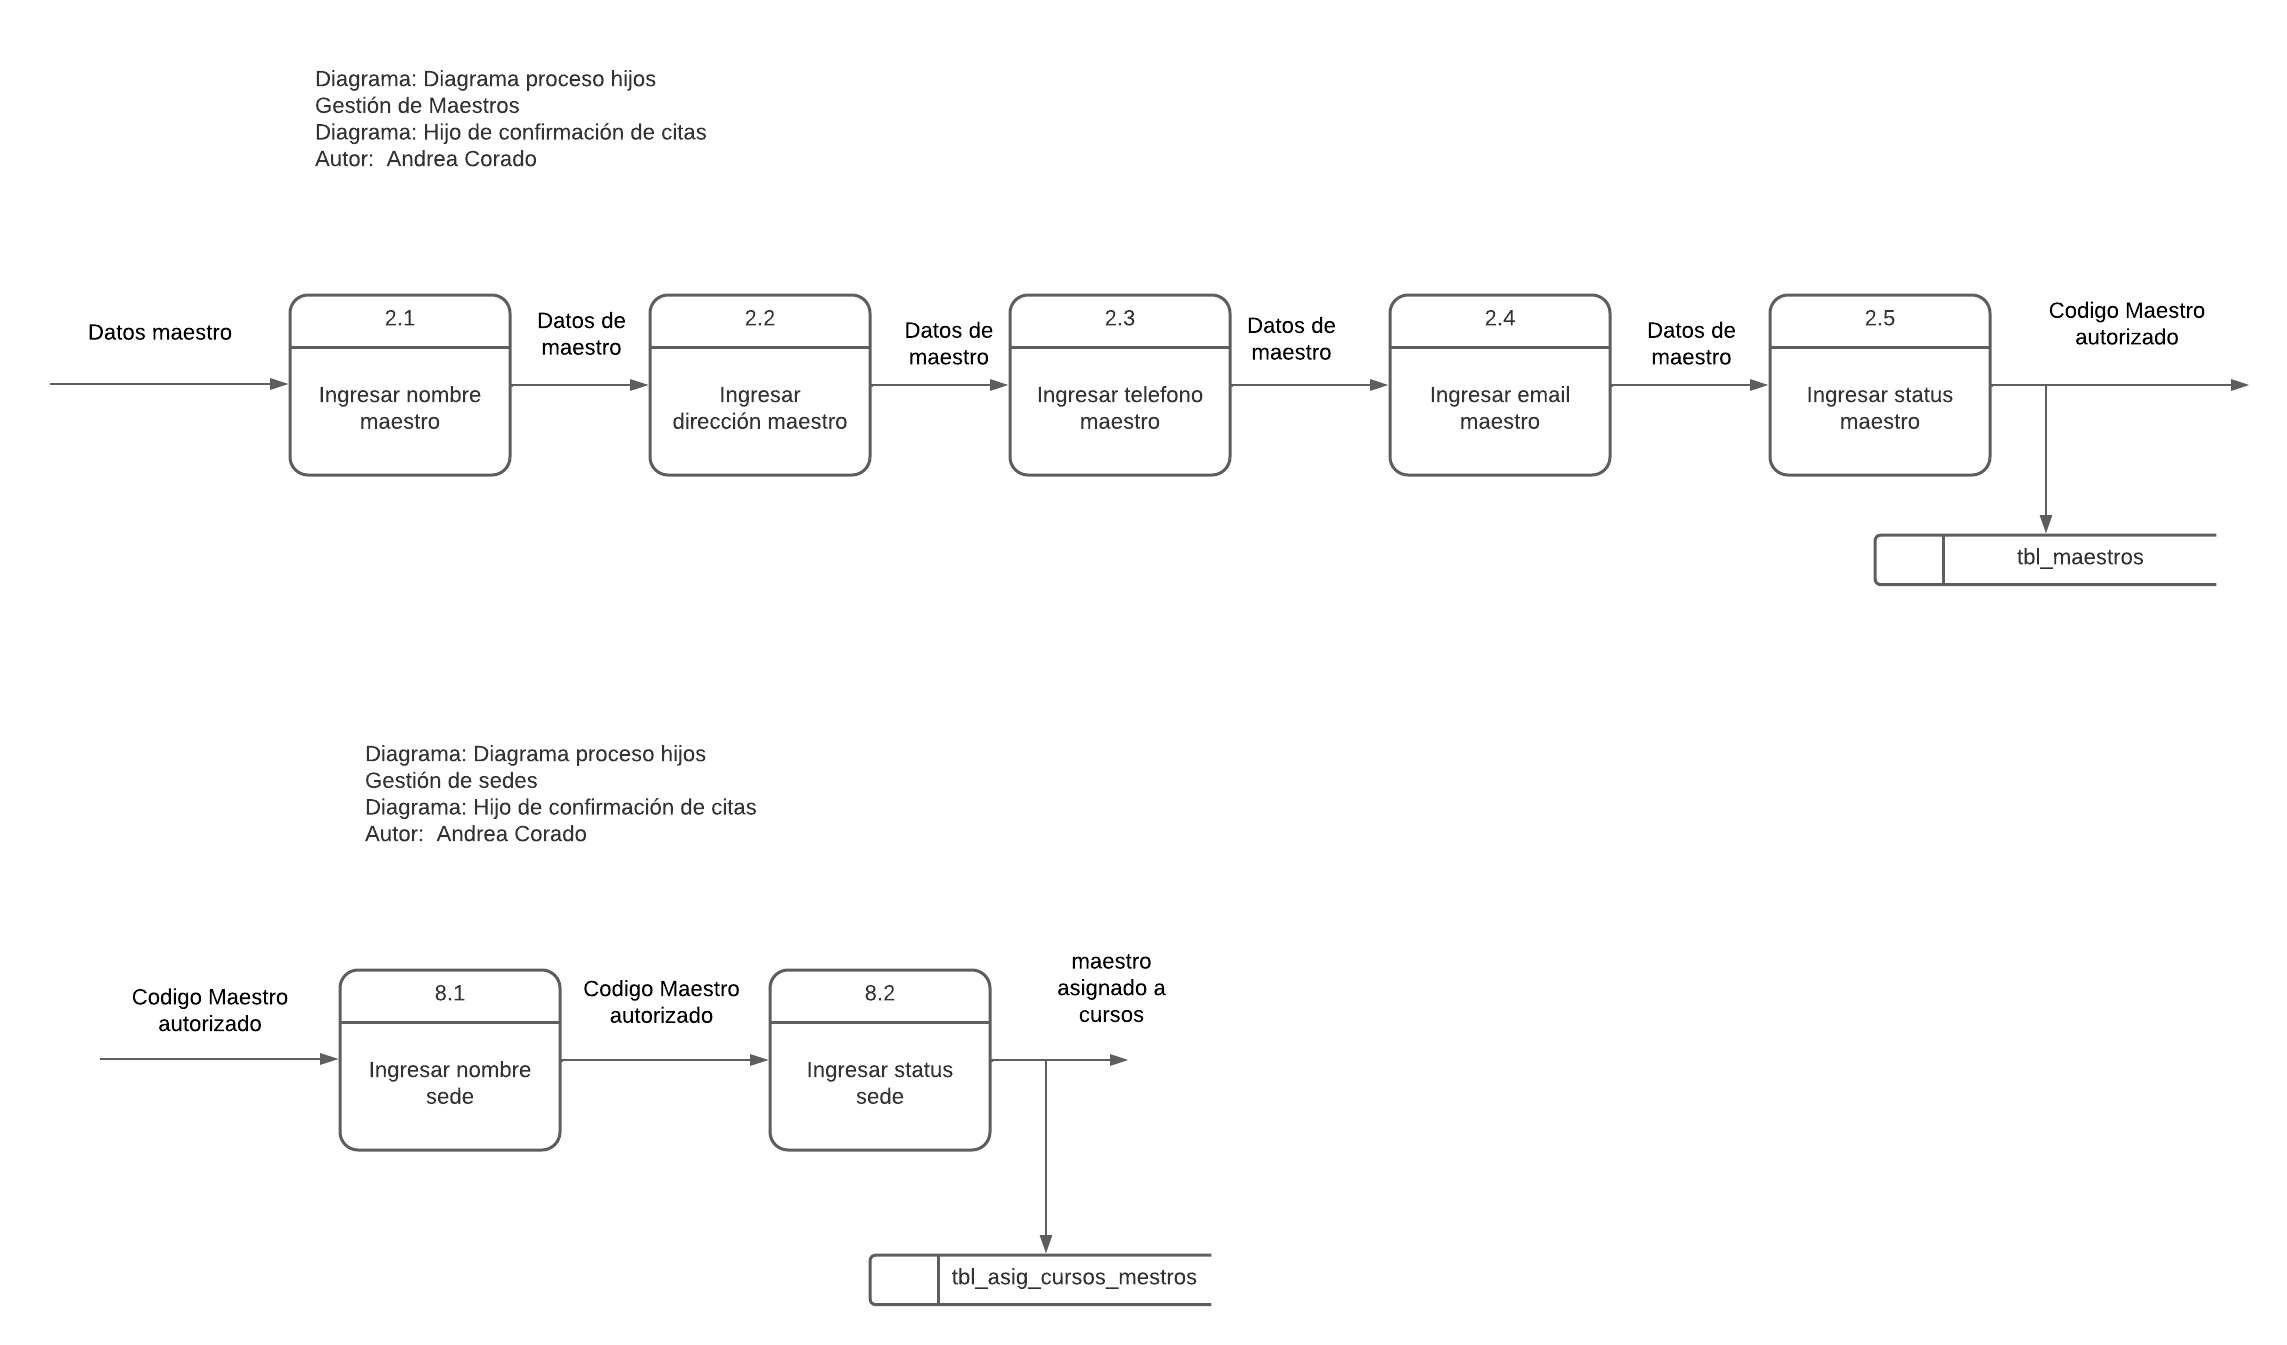 Diagrama: Diagrama proceso hijos
Gestión de Maestros
Diagrama: Hijo de confirmación de citas
Autor:  Andrea Corado
Datos maestro
2.1
Ingresar nombre
maestro
Datos de
maestro
2.2
Ingresar
dirección maestro
Datos de
maestro
2.3
Ingresar telefono
maestro
Datos de
maestro
2.4
Ingresar email
maestro
Datos de
maestro
2.5
Ingresar status
maestro
Codigo Maestro
autorizado
tbl_maestros
Diagrama: Diagrama proceso hijos
Gestión de sedes
Diagrama: Hijo de confirmación de citas
Autor:  Andrea Corado
Codigo Maestro
autorizado
8.1
Ingresar nombre
sede
Codigo Maestro
autorizado
8.2
Ingresar status
sede
maestro
asignado a
cursos
tbl_asig_cursos_mestros